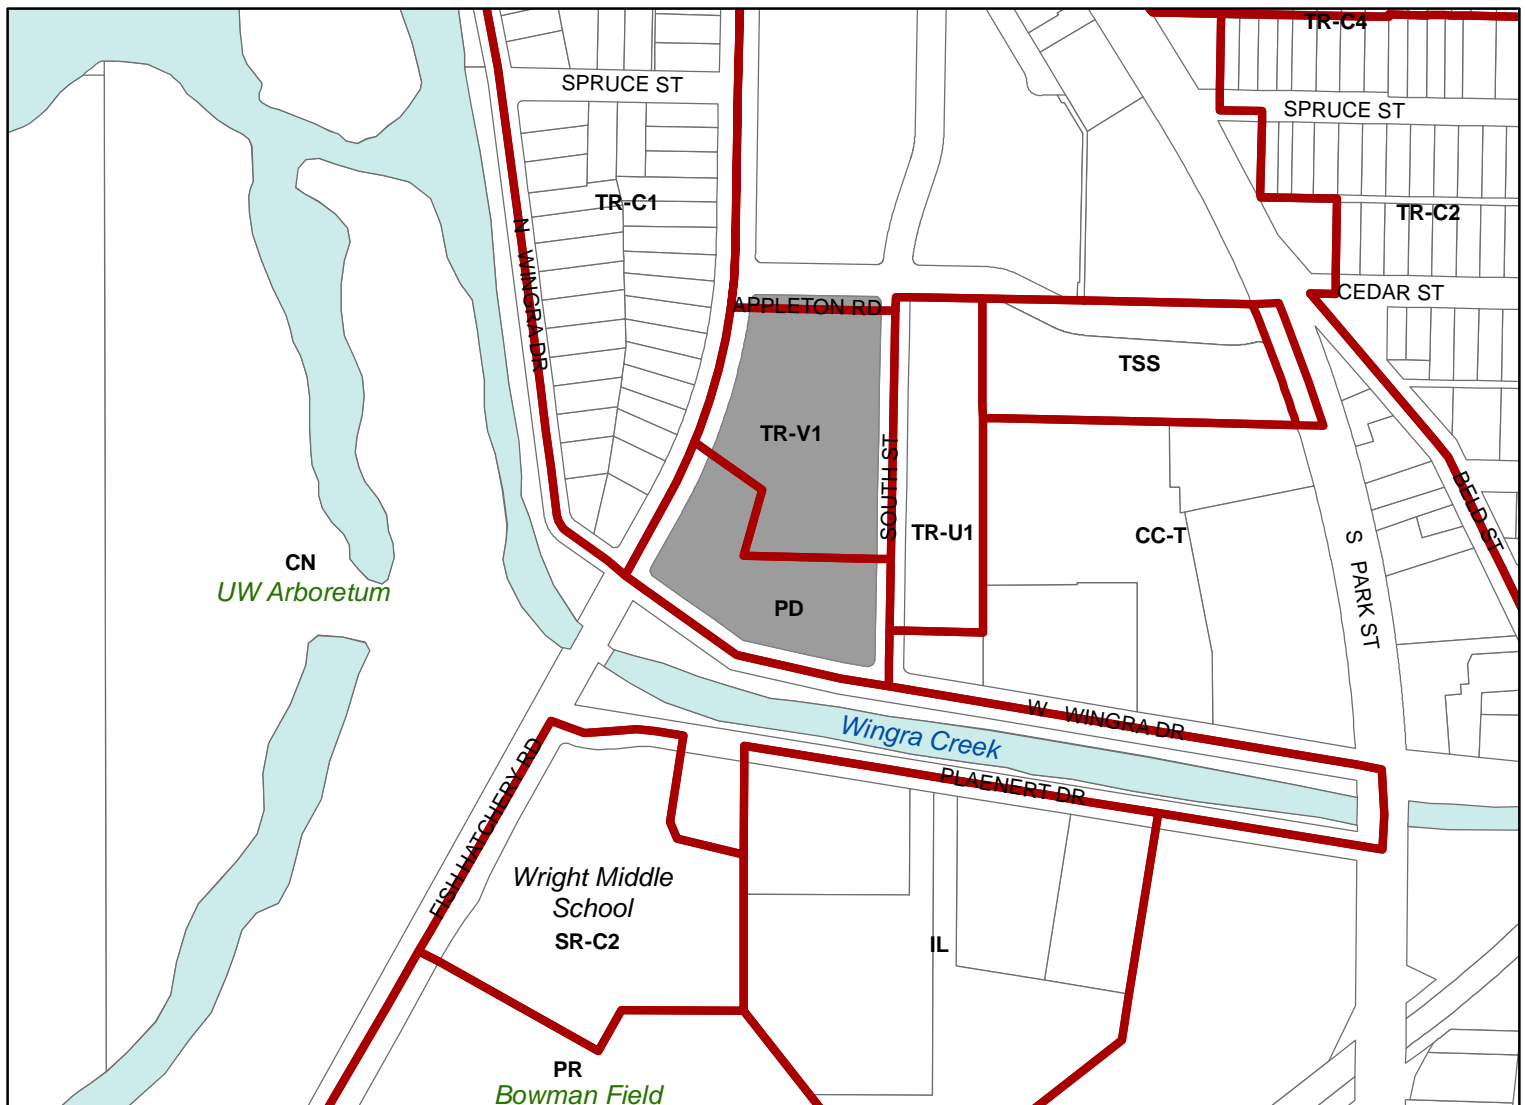 TR-C4
SPRUCE ST
SPRUCE ST
TR-C1
TR-C2
N WINGRA DR
CEDAR ST
APPLETON RD
TSS
TR-V1
SOUTH ST
BELD ST
TR-U1
CC-T
S PARK ST
CN
UW Arboretum
PD
W WINGRA DR
Wingra Creek
PLAENERT DR
FISH HATCHERY RD
Wright Middle
School
SR-C2
IL
PR
Bowman Field